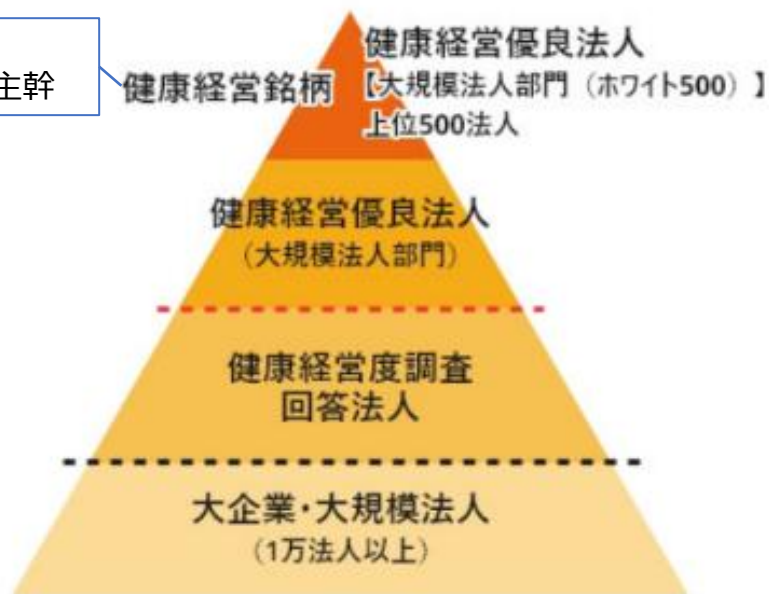 主幹
健康経営銘柄
健康経営優良法人
【大規模法人部門（ホワイト500）】
上位500法人
健康経営優良法人
（大規模法人部門）
健康経営度調査
回答法人
大企業・大規模法人
（1万法人以上）